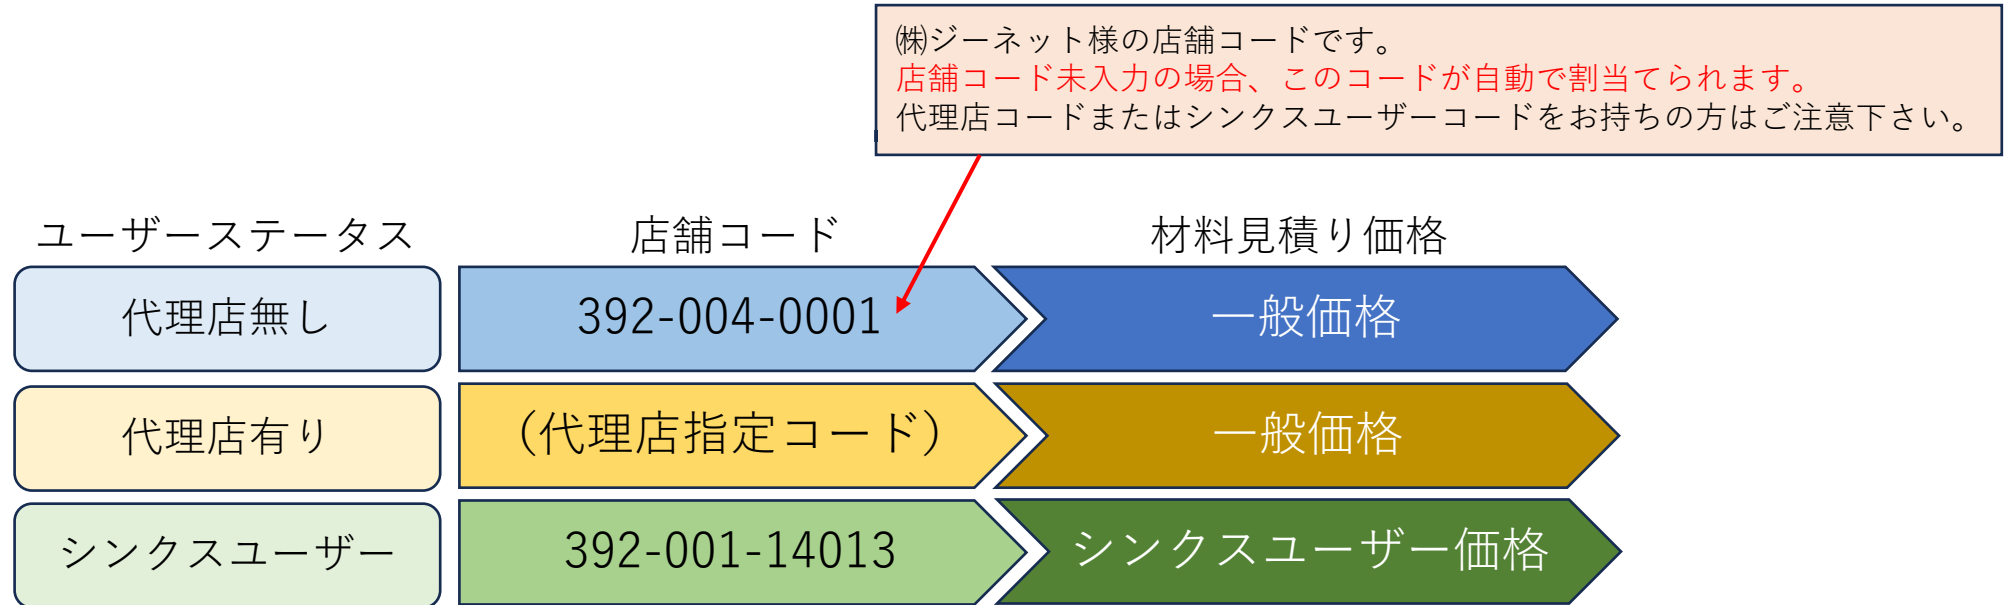 ㈱ジーネット様の店舗コードです。
店舗コード未入力の場合、このコードが自動で割当てられます。
代理店コードまたはシンクスユーザーコードをお持ちの方はご注意下さい。
ユーザーステータス 店舗コード 材料見積り価格
代理店無し 392-004-0001 一般価格
代理店有り (代理店指定コード) 一般価格
シンクスユーザー 392-001-14013 シンクスユーザー価格